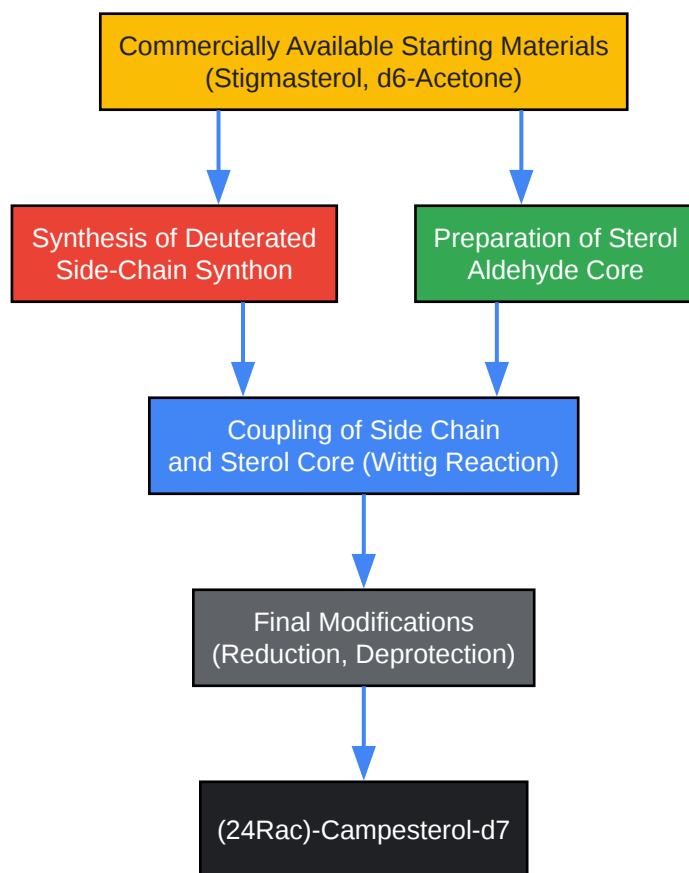 Commercially Available Starting Materials
(Stigmasterol, d6-Acetone)
Synthesis of Deuterated
Side-Chain Synthon
Preparation of Sterol
Aldehyde Core
Coupling of Side Chain
and Sterol Core (Wittig Reaction)
Final Modifications
(Reduction, Deprotection)
(24Rac)-Campesterol-d7